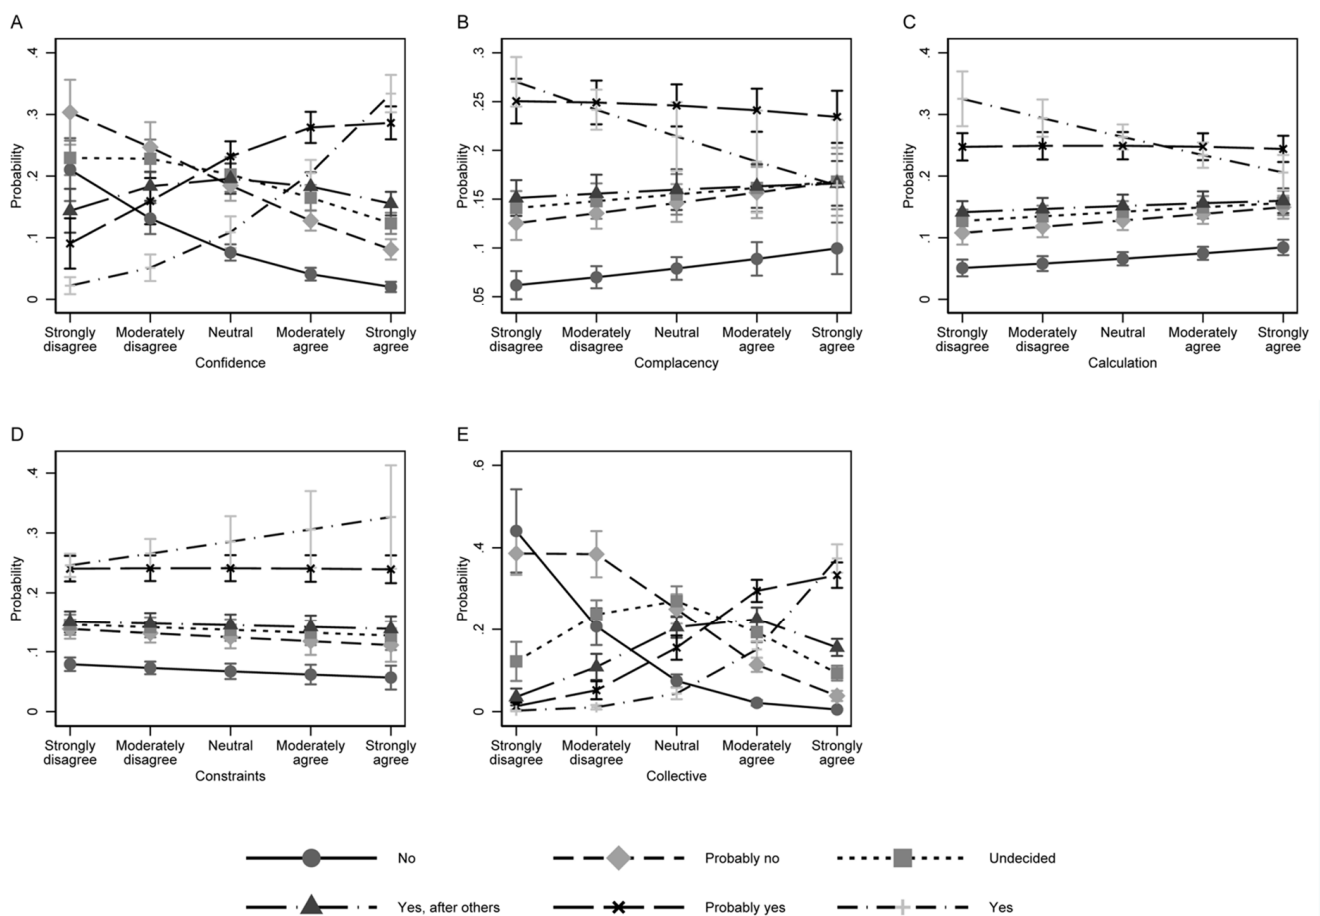 A
B
C
.4
.3
.2
.1
0
Probability
Strongly disagree
Moderately disagree
Neutral
Moderately agree
Strongly agree
Confidence
.3
.25
.2
.15
.1
.05
Probability
Strongly disagree
Moderately disagree
Neutral
Moderately agree
Strongly agree
Complacency
.4
.3
.2
.1
0
Probability
Strongly disagree
Moderately disagree
Neutral
Moderately agree
Strongly agree
Calculation
D
E
.4
.3
.2
.1
0
Probability
Strongly disagree
Moderately disagree
Neutral
Moderately agree
Strongly agree
Constraints
.6
.4
.2
0
Probability
Strongly disagree
Moderately disagree
Neutral
Moderately agree
Strongly agree
Collective
No
Probably no
Undecided
Yes, after others
Probably yes
Yes